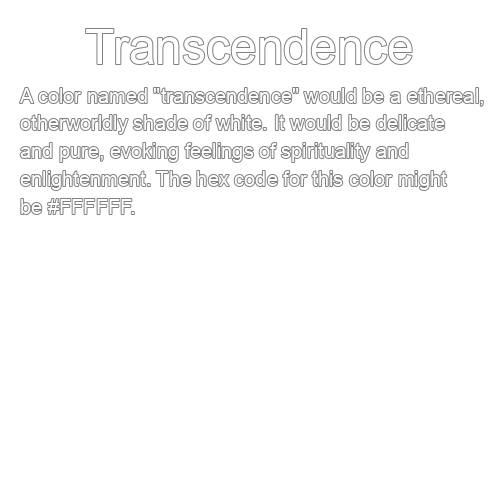 Transcendence
A color named "transcendence" would be a ethereal,
otherworldly shade of white. It would be delicate
and pure, evoking feelings of spirituality and
enlightenment. The hex code for this color might
be #FFFFFF.